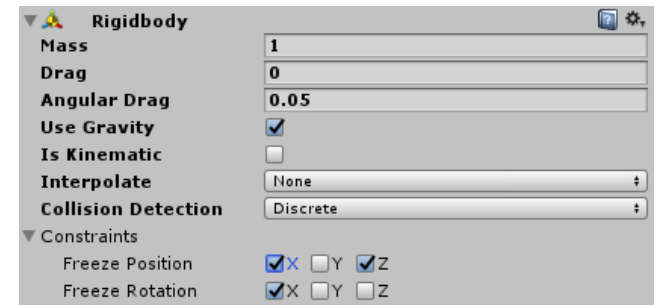 Rigidbody
Mass 1
Drag 0
Angular Drag 0.05
Use Gravity
Is Kinematic
Interpolate None
Collision Detection Discrete
Constraints
Freeze Position X Y Z
Freeze Rotation X Y Z